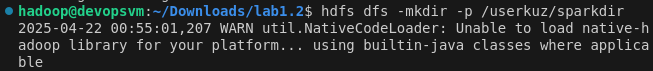 hadoop@devopsvm:~/Downloads/lab1.2$ hdfs dfs -mkdir -p /userkuz/sparkdir
2025-04-22 00:55:01,207 WARN util.NativeCodeLoader: Unable to load native-h
adoop library for your platform... using builtin-java classes where applica
ble